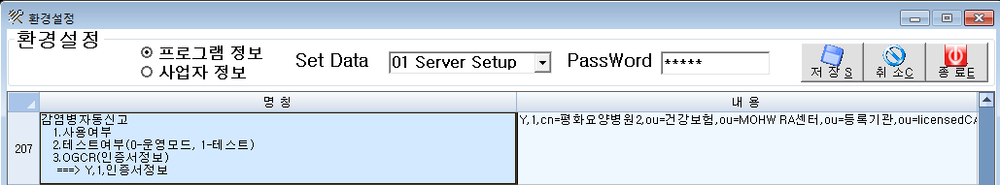 환경설정
환경설정
프로그램 정보
사업자 정보
Set Data
01 Server Setup
PassWord
*****
저 장 S
취 소C
종 료E
명 칭
내 용
207
감염병자동신고
1.사용여부
2.테스트여부(0-운영모드, 1-테스트)
3.OGCR(인증서정보)
===> Y,1,인증서정보
Y,1,cn=평화요양병원2,ou=건강보험,ou=MOHW RA센터,ou=등록기관,ou=licensedCA